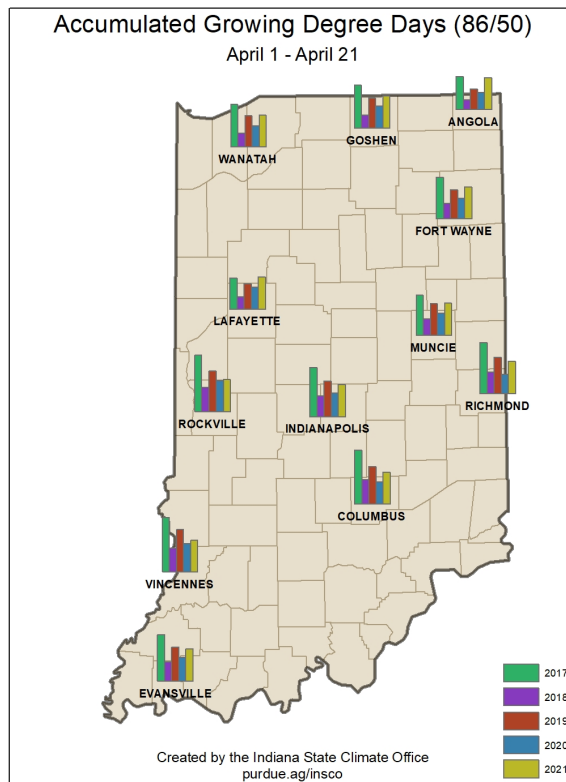 Accumulated Growing Degree Days (86/50)
April 1 - April 21
ANGOLA
GOSHEN
WANATAH
FORT WAYNE
LAFAYETTE
MUNCIE
RICHMOND
ROCKVILLE
INDIANAPOLIS
COLUMBUS
VINCENNES
EVANSVILLE
2017
2018
2019
2020
2021
Created by the Indiana State Climate Office
purdue.ag/insco